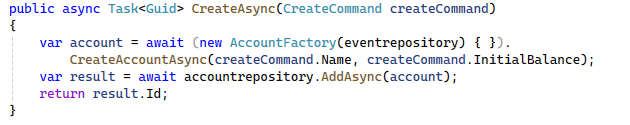 public async Task<Guid> CreateAsync(CreateCommand createCommand)
{
    var account = await (new AccountFactory(eventrepository) { }).
        CreateAccountAsync(createCommand.Name, createCommand.InitialBalance);
    var result = await accountrepository.AddAsync(account);
    return result.Id;
}